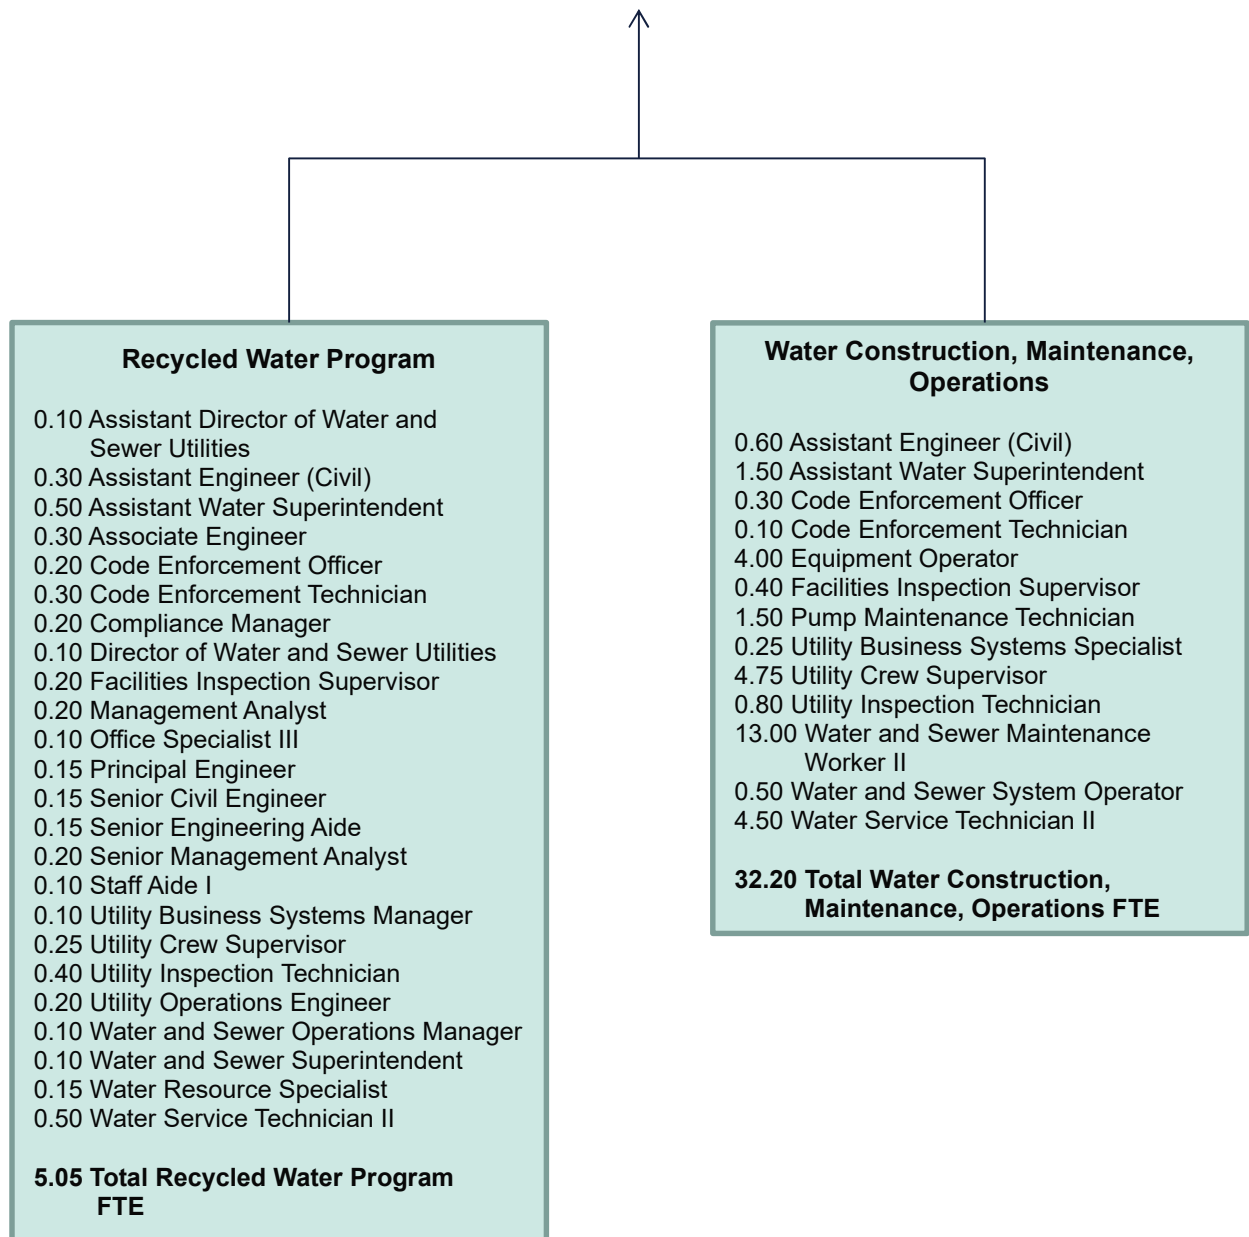 Recycled Water Program
0.10 Assistant Director of Water and
Sewer Utilities
0.30 Assistant Engineer (Civil)
0.50 Assistant Water Superintendent
0.30 Associate Engineer
0.20 Code Enforcement Officer
0.30 Code Enforcement Technician
0.20 Compliance Manager
0.10 Director of Water and Sewer Utilities
0.20 Facilities Inspection Supervisor
0.20 Management Analyst
0.10 Office Specialist III
0.15 Principal Engineer
0.15 Senior Civil Engineer
0.15 Senior Engineering Aide
0.20 Senior Management Analyst
0.10 Staff Aide I
0.10 Utility Business Systems Manager
0.25 Utility Crew Supervisor
0.40 Utility Inspection Technician
0.20 Utility Operations Engineer
0.10 Water and Sewer Operations Manager
0.10 Water and Sewer Superintendent
0.15 Water Resource Specialist
0.50 Water Service Technician II
5.05 Total Recycled Water Program
FTE
Water Construction, Maintenance,
Operations
0.60 Assistant Engineer (Civil)
1.50 Assistant Water Superintendent
0.30 Code Enforcement Officer
0.10 Code Enforcement Technician
4.00 Equipment Operator
0.40 Facilities Inspection Supervisor
1.50 Pump Maintenance Technician
0.25 Utility Business Systems Specialist
4.75 Utility Crew Supervisor
0.80 Utility Inspection Technician
13.00 Water and Sewer Maintenance
Worker II
0.50 Water and Sewer System Operator
4.50 Water Service Technician II
32.20 Total Water Construction,
Maintenance, Operations FTE